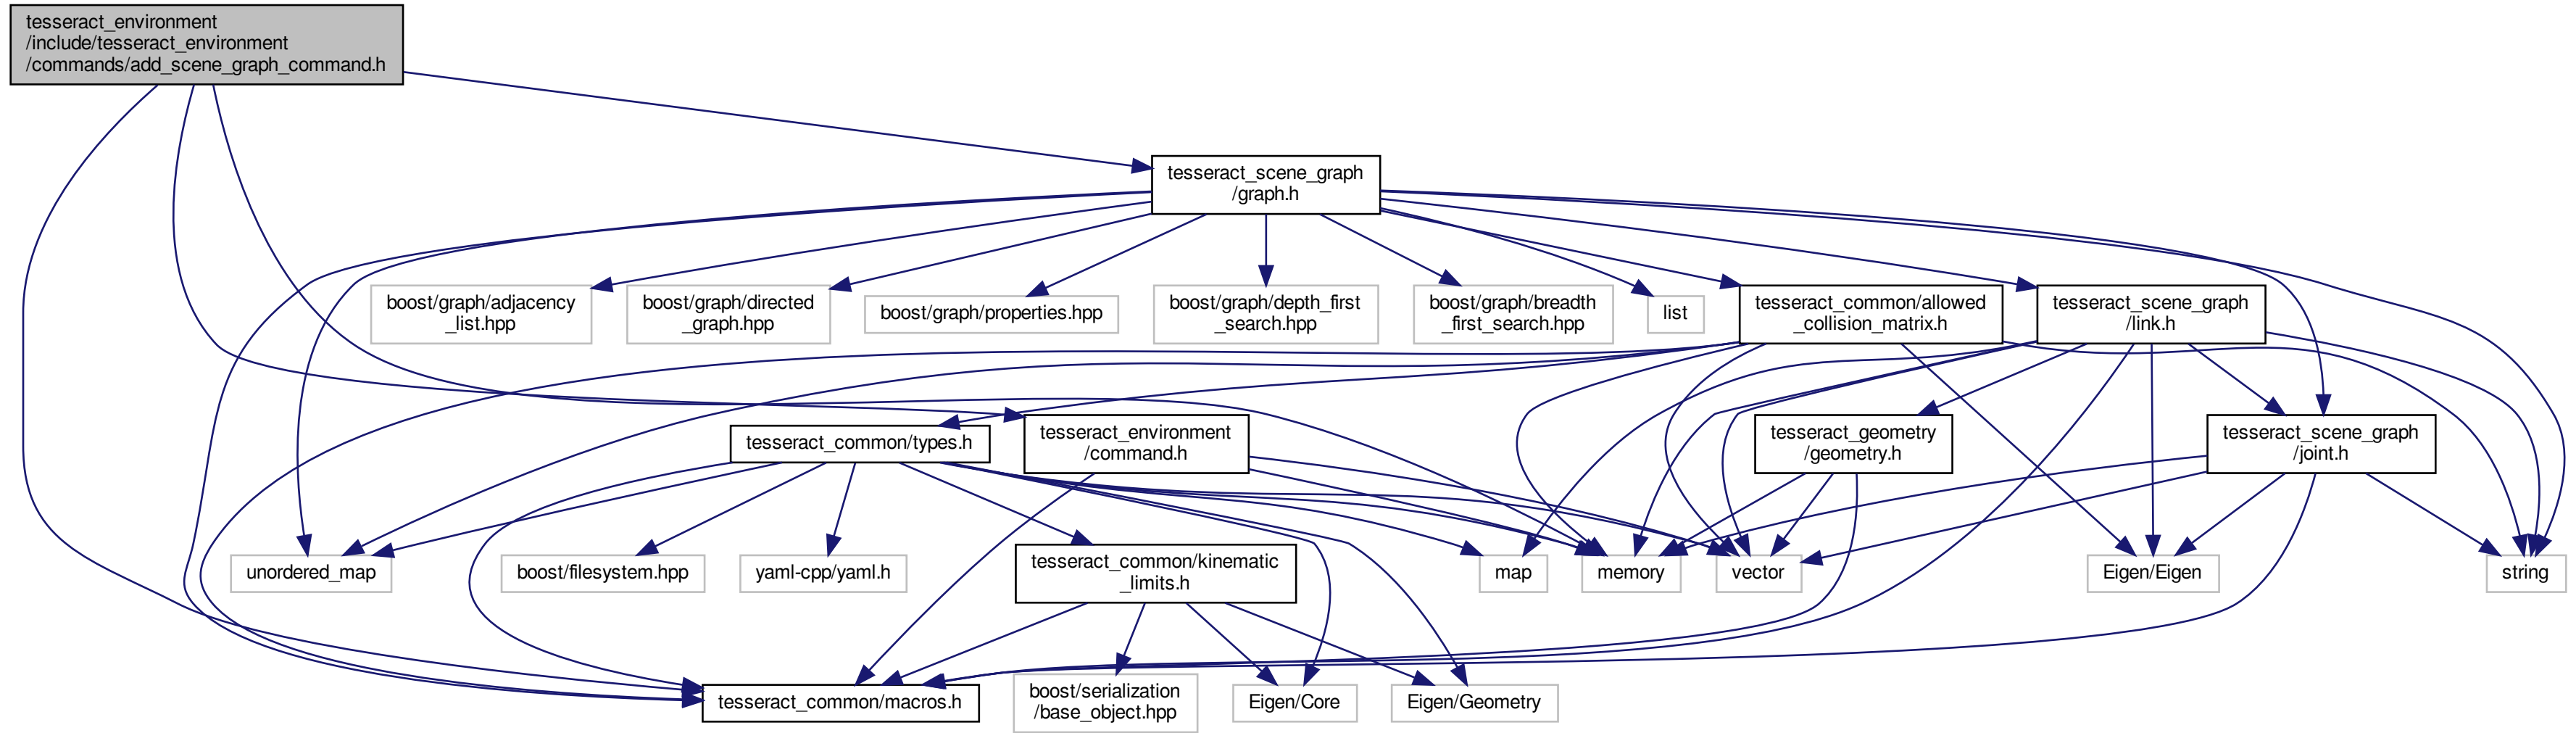 tesseract_environment
/include/tesseract_environment
/commands/add_scene_graph_command.h
tesseract_scene_graph
/graph.h
boost/graph/adjacency
_list.hpp
boost/graph/directed
_graph.hpp
boost/graph/properties.hpp
boost/graph/depth_first
_search.hpp
boost/graph/breadth
_first_search.hpp
list
tesseract_common/allowed
_collision_matrix.h
tesseract_scene_graph
/link.h
tesseract_common/types.h
tesseract_environment
/command.h
tesseract_geometry
/geometry.h
tesseract_scene_graph
/joint.h
unordered_map
boost/filesystem.hpp
yaml-cpp/yaml.h
tesseract_common/kinematic
_limits.h
map
memory
vector
Eigen/Eigen
string
tesseract_common/macros.h
boost/serialization
/base_object.hpp
Eigen/Core
Eigen/Geometry